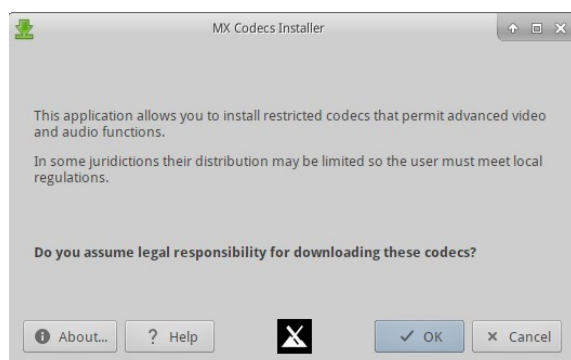 MX Codecs Installer
This application allows you to install restricted codecs that permit advanced video
and audio functions.
In some juridictions their distribution may be limited so the user must meet local
regulations.
Do you assume legal responsibility for downloading these codecs?
About...
? Help
OK
Cancel